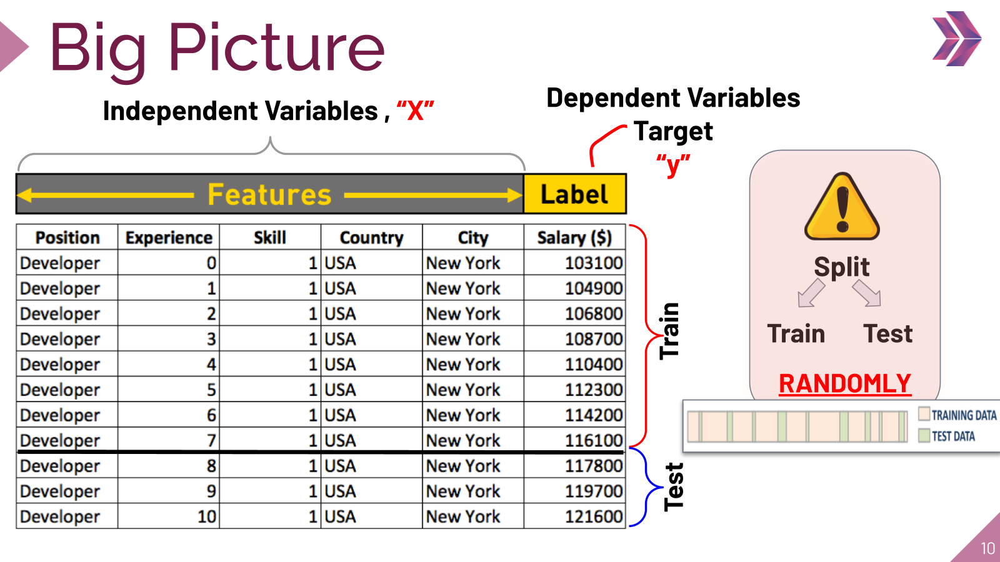 Big Picture
Independent Variables , “X”
Dependent Variables
Target
“y”
Features
Label
Position Experience Skill Country City Salary ($)
Developer 0 1 USA New York 103100
Developer 1 1 USA New York 104900
Developer 2 1 USA New York 106800
Developer 3 1 USA New York 108700
Developer 4 1 USA New York 110400
Developer 5 1 USA New York 112300
Developer 6 1 USA New York 114200
Developer 7 1 USA New York 116100
Developer 8 1 USA New York 117800
Developer 9 1 USA New York 119700
Developer 10 1 USA New York 121600
Train
Test
Split
Train Test
RANDOMLY
TRAINING DATA
TEST DATA
10